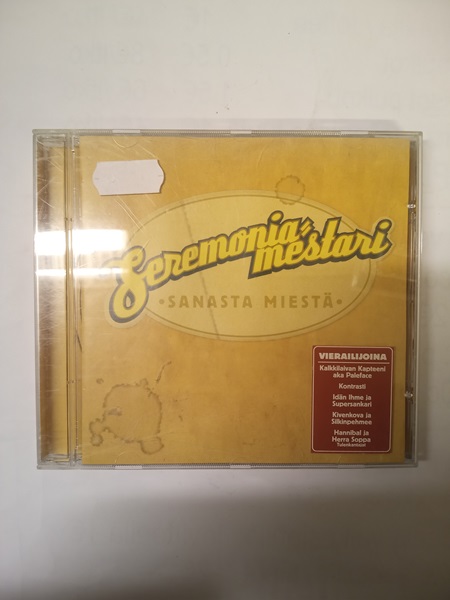 Seremonia-
mestari
•SANASTA MIESTÄ•
VIERAILIJOINA
Kalkkilaivan Kapteeni
aka Paleface
Kontrasti
Idän Ihme ja
Supersankari
Kivenkova ja
Silkinpehmee
Hannibal ja
Herra Soppa